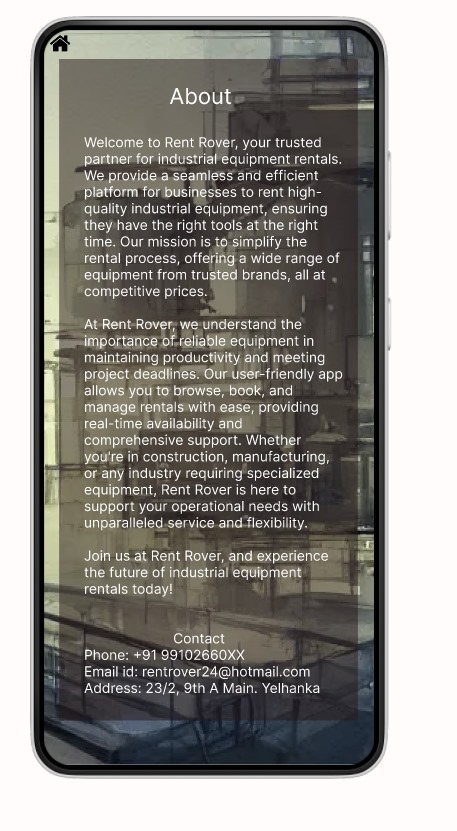 About
Welcome to Rent Rover, your trusted
partner for industrial equipment rentals.
We provide a seamless and efficient
platform for businesses to rent high-
quality industrial equipment, ensuring
they have the right tools at the right
time. Our mission is to simplify the
rental process, offering a wide range of
equipment from trusted brands, all at
competitive prices.
At Rent Rover, we understand the
importance of reliable equipment in
maintaining productivity and meeting
project deadlines. Our user-friendly app
allows you to browse, book, and
manage rentals with ease, providing
real-time availability and
comprehensive support. Whether
you're in construction, manufacturing,
or any industry requiring specialized
equipment, Rent Rover is here to
support your operational needs with
unparalleled service and flexibility.
Join us at Rent Rover, and experience
the future of industrial equipment
rentals today!
Contact
Phone: +91 99102660XX
Email id: rentrover24@hotmail.com
Address: 23/2, 9th A Main. Yelhanka